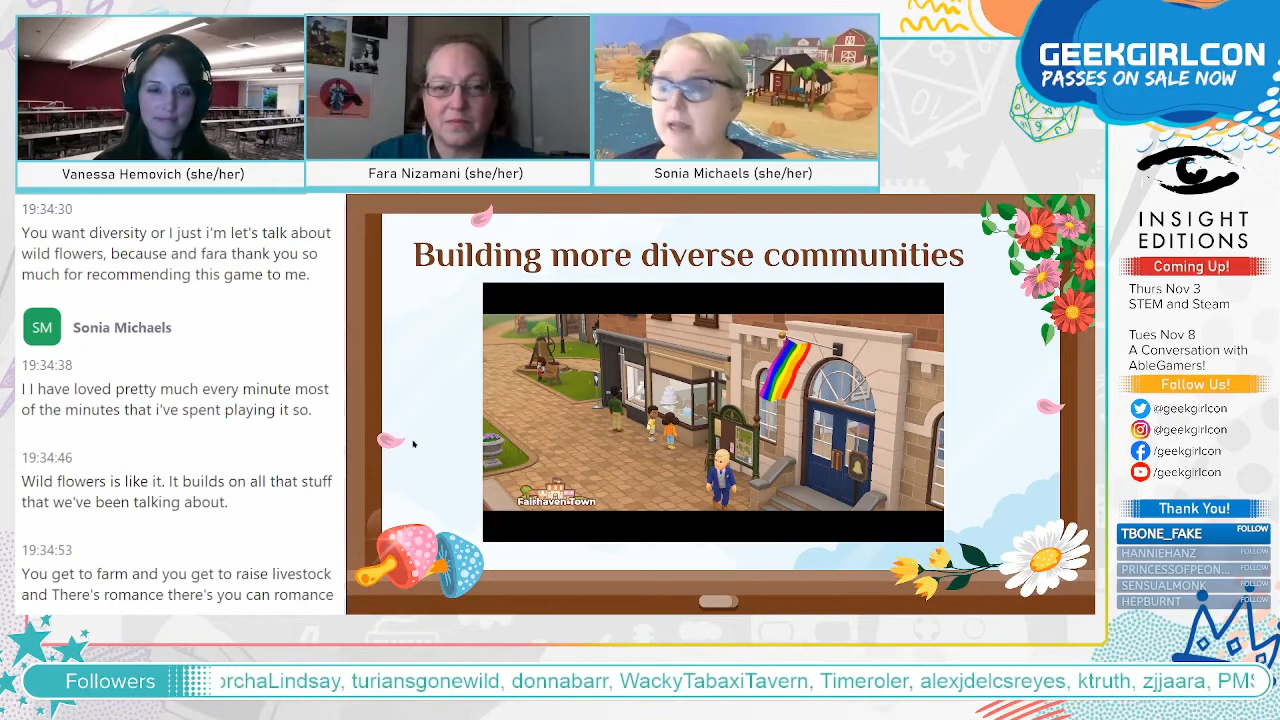 GEEKGIRLCON
PASSES ON SALE NOW
Vanessa Hemovich (she/her)
Fara Nizamani (she/her)
Sonia Michaels (she/her)
19:34:30
You want diversity or I just i'm let's talk about
wild flowers, because and fara thank you so
much for recommending this game to me.
SM
Sonia Michaels
19:34:38
I I have loved pretty much every minute most
of the minutes that i've spent playing it so.
19:34:46
Wild flowers is like it. It builds on all that stuff
that we've been talking about.
19:34:53
You get to farm and you get to raise livestock
and There's romance there's you can romance
Building more diverse communities
Fairhaven Town
INSIGHT
EDITIONS
Coming Up!
Thurs Nov 3
STEM and Steam
Tues Nov 8
A Conversation with
AbleGamers!
Follow Us!
@geekgirlcon
@geekgirlcon
/geekgirlcon
/geekgirlcon
Thank You!
TBONE_FAKE FOLLOW
HANNIEHANZ FOLLOW
PRINCESSOFPEON... FOLLOW
SENSUALMONK FOLLOW
HEPBURNT FOLLOW
Followers
orchaLindsay, turiansgonewild, donnabarr, WackyTabaxiTavern, Timeroler, alexjdelcsreyes, ktruth, zjjaara, PMS